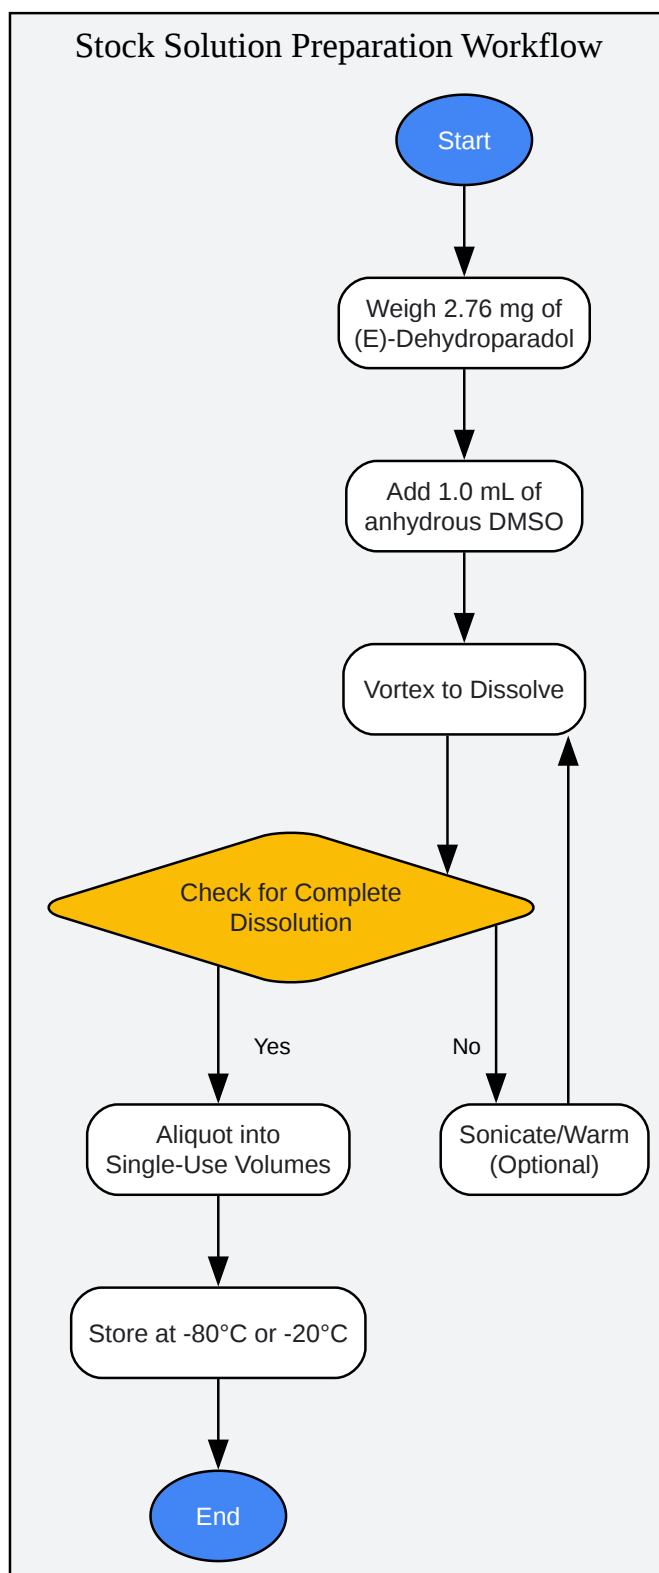 Stock Solution Preparation Workflow
Start
Weigh 2.76 mg of
(E)-Dehydroparadol
Add 1.0 mL of
anhydrous DMSO
Vortex to Dissolve
Check for Complete
Dissolution
Yes
No
Aliquot into
Single-Use Volumes
Sonicate/Warm
(Optional)
Store at -80°C or -20°C
End